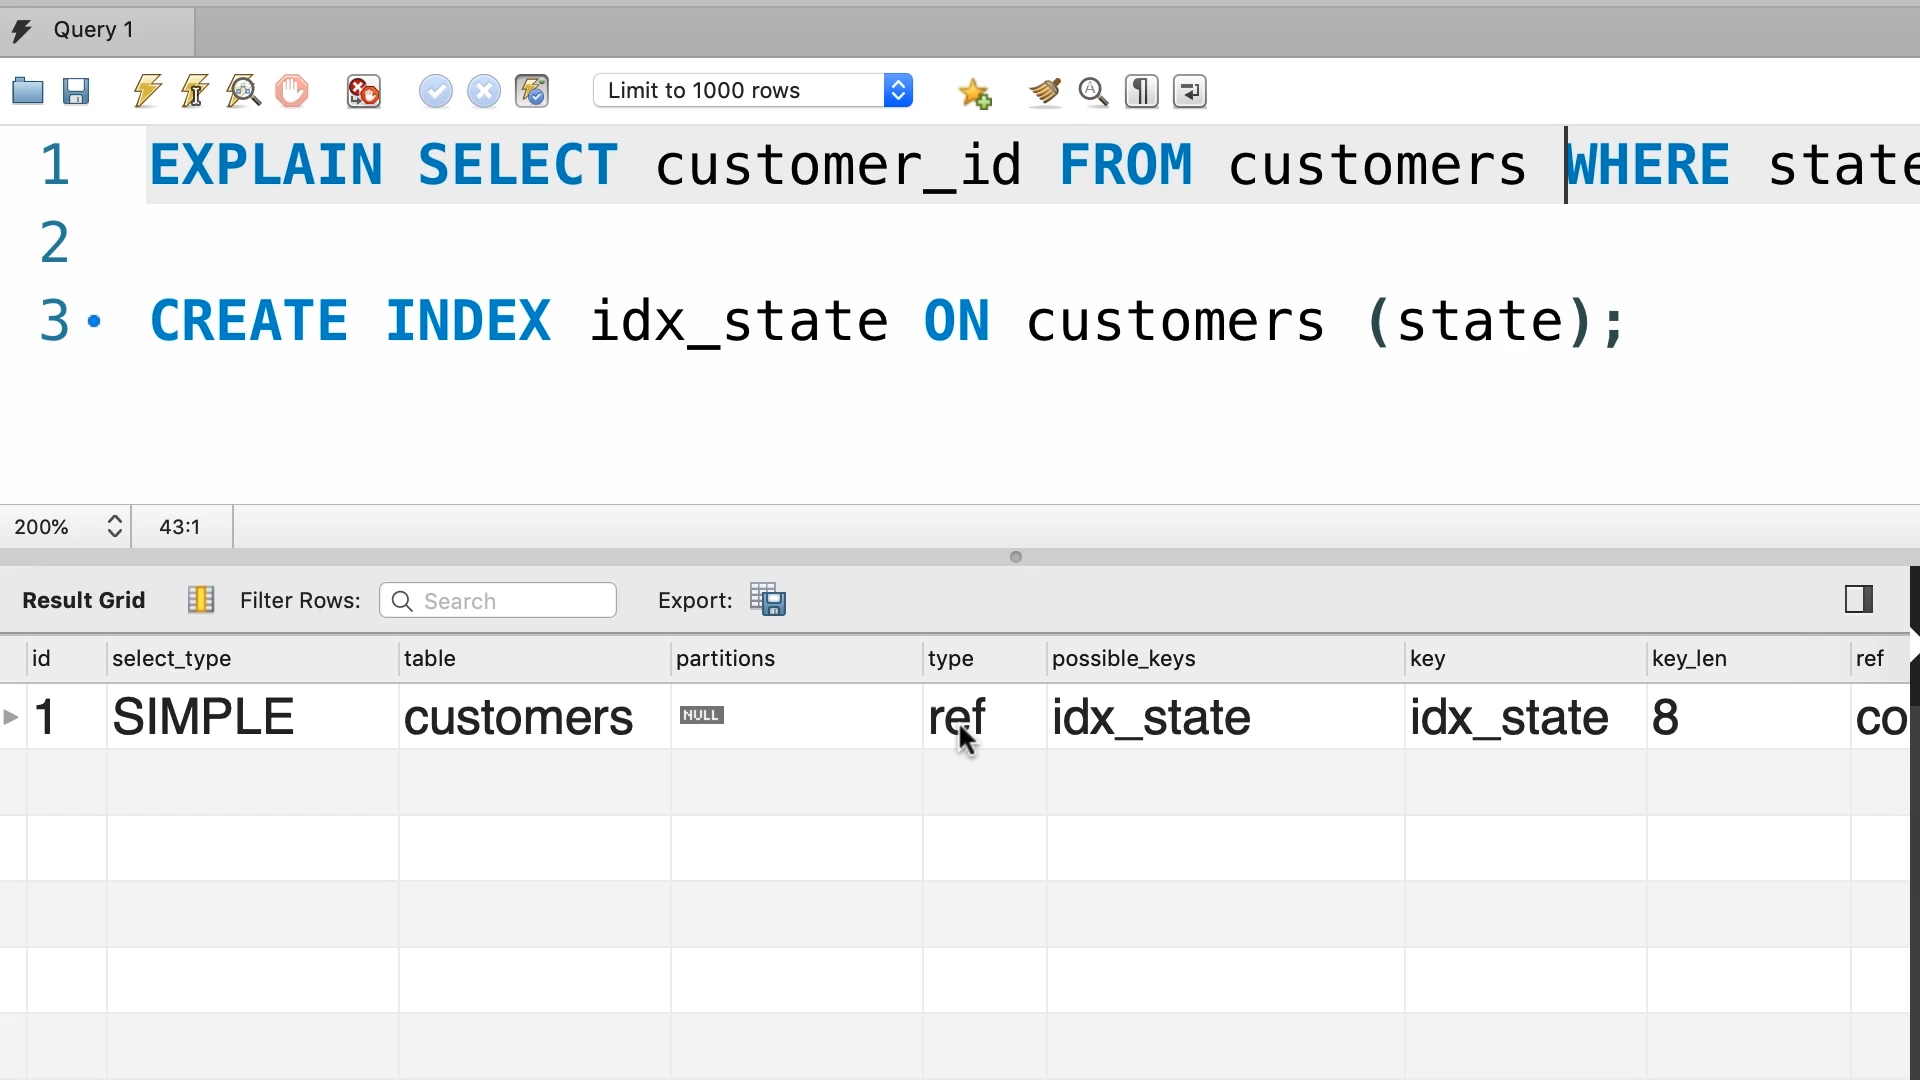 Query 1
Limit to 1000 rows
1 EXPLAIN SELECT customer_id FROM customers WHERE state
2
3 CREATE INDEX idx_state ON customers (state);
200% 43:1
Result Grid Filter Rows: Search Export:
id select_type table partitions type possible_keys key key_len ref
1 SIMPLE customers NULL ref idx_state idx_state 8 co